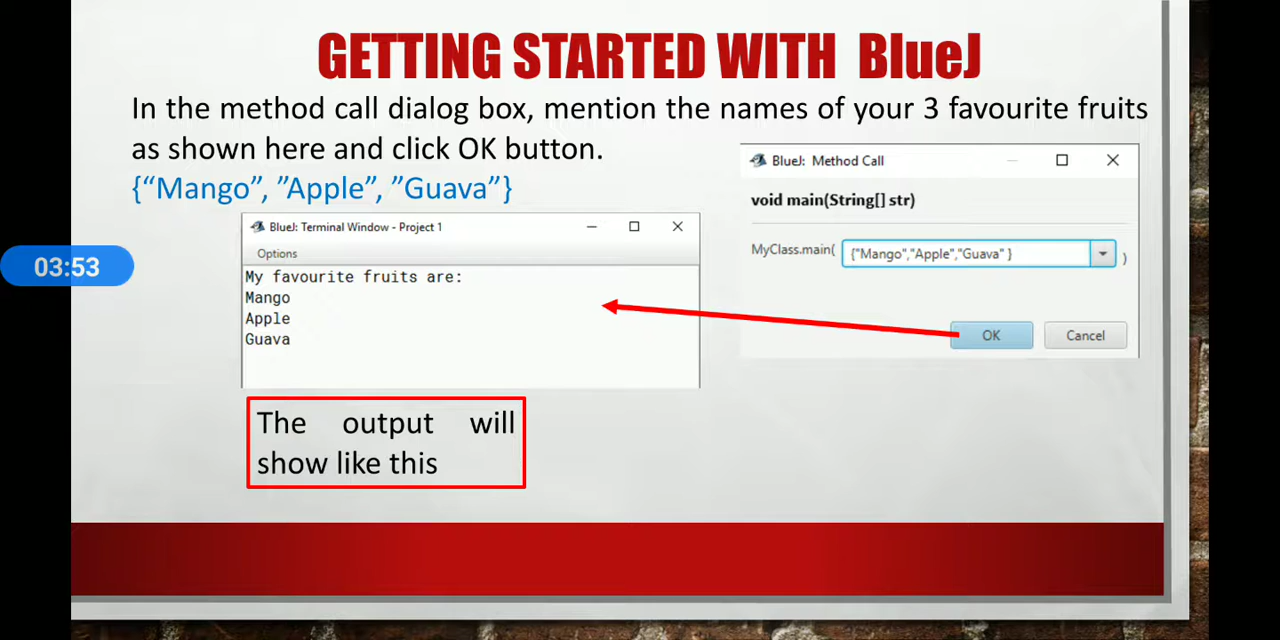 GETTING STARTED WITH BlueJ
In the method call dialog box, mention the names of your 3 favourite fruits
as shown here and click OK button.
{“Mango”, ”Apple”, ”Guava”}
BlueJ: Terminal Window - Project 1
Options
My favourite fruits are:
Mango
Apple
Guava
BlueJ: Method Call
void main(String[] str)
MyClass.main( {"Mango","Apple","Guava" } )
OK Cancel
03:53
The output will
show like this